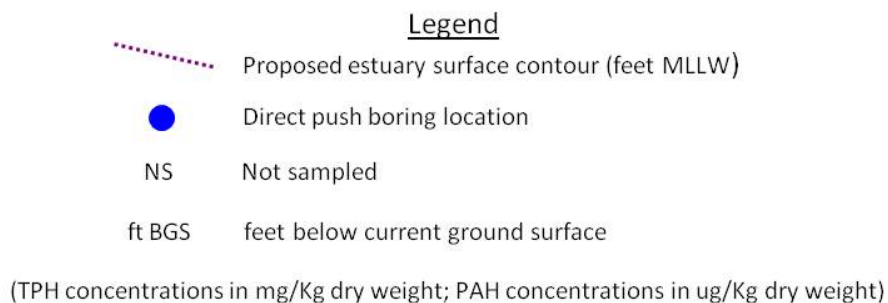 Legend
Proposed estuary surface contour (feet MLLW)
Direct push boring location
NS Not sampled
ft BGS feet below current ground surface
(TPH concentrations in mg/Kg dry weight; PAH concentrations in ug/Kg dry weight)